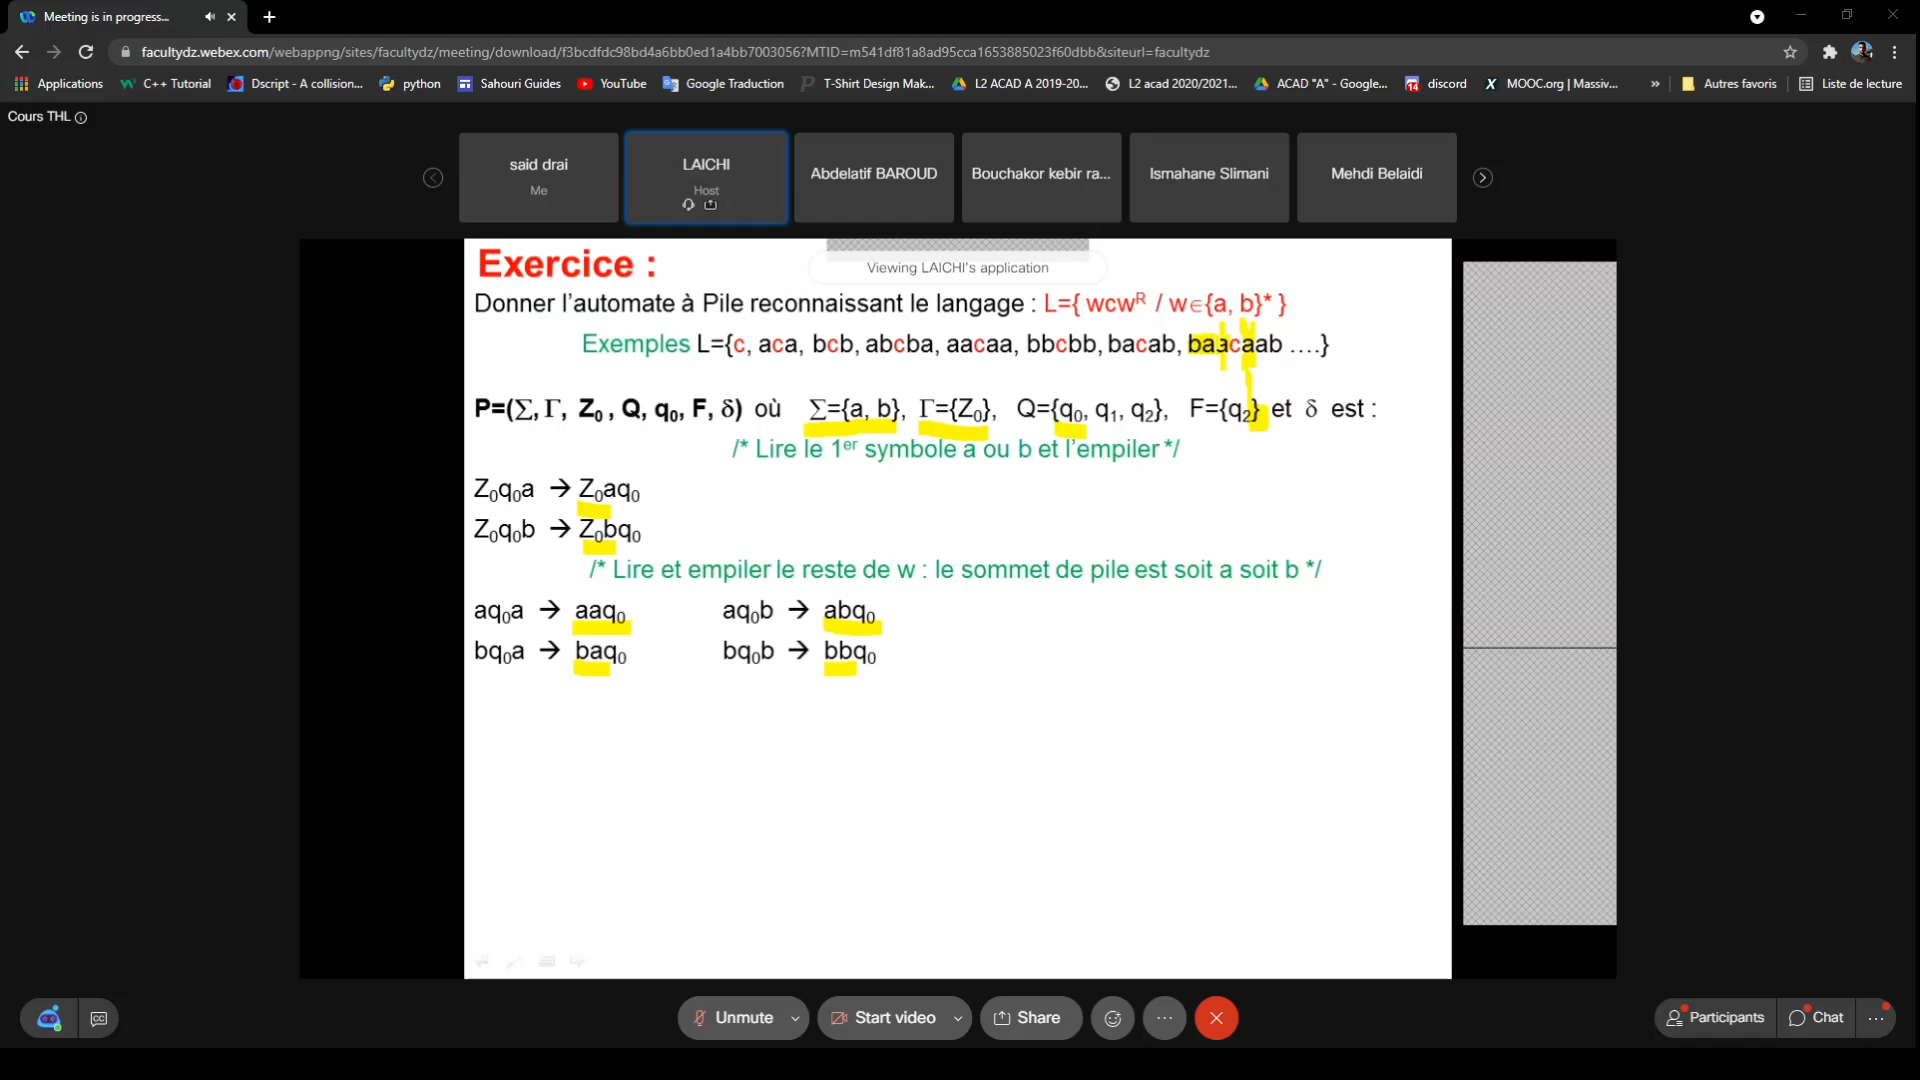 Meeting is in progress...
facultydz.webex.com/webappng/sites/facultydz/meeting/download/f3bcdfdc98bd4a6bb0ed1a4bb7003056?MTID=m541df81a8ad95cca1653885023f60dbb&siteurl=facultydz
Applications C++ Tutorial Dscript - A collision... python Sahouri Guides YouTube Google Traduction T-Shirt Design Mak... L2 ACAD A 2019-20... L2 acad 2020/2021... ACAD "A" - Google... 14 discord MOOC.org | Massiv... » Autres favoris Liste de lecture
Cours THL
said drai
Me
LAICHI
Host
Abdelatif BAROUD
Bouchakor kebir ra...
Ismahane Slimani
Mehdi Belaidi
Exercice :
Viewing LAICHI's application
Donner l'automate à Pile reconnaissant le langage : L={ wcwᴿ / w∈{a, b}* }
Exemples L={c, aca, bcb, abcba, aacaa, bbcbb, bacab, baacaab ….}
P=(∑, Γ, Z₀ , Q, q₀, F, δ) où ∑={a, b}, Γ={Z₀}, Q={q₀, q₁, q₂}, F={q₂} et δ est :
/* Lire le 1er symbole a ou b et l'empiler */
Z₀q₀a → Z₀aq₀
Z₀q₀b → Z₀bq₀
/* Lire et empiler le reste de w : le sommet de pile est soit a soit b */
aq₀a → aaq₀ aq₀b → abq₀
bq₀a → baq₀ bq₀b → bbq₀
CC Unmute Start video Share Participants Chat